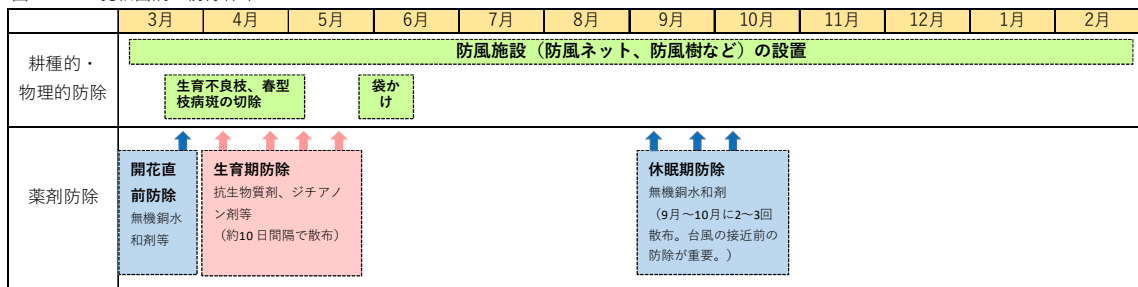 3月 4月 5月 6月 7月 8月 9月 10月 11月 12月 1月 2月
耕種的・
物理的防除
防風施設（防風ネット、防風樹など）の設置
生育不良枝、春型
枝病斑の切除
袋か
け
薬剤防除
開花直
前防除
無機銅水
和剤等
生育期防除
抗生物質剤、ジチアノ
ン剤等
（約10日間隔で散布）
休眠期防除
無機銅水和剤
（9月～10月に2～3回
散布。台風の接近前の
防除が重要。）